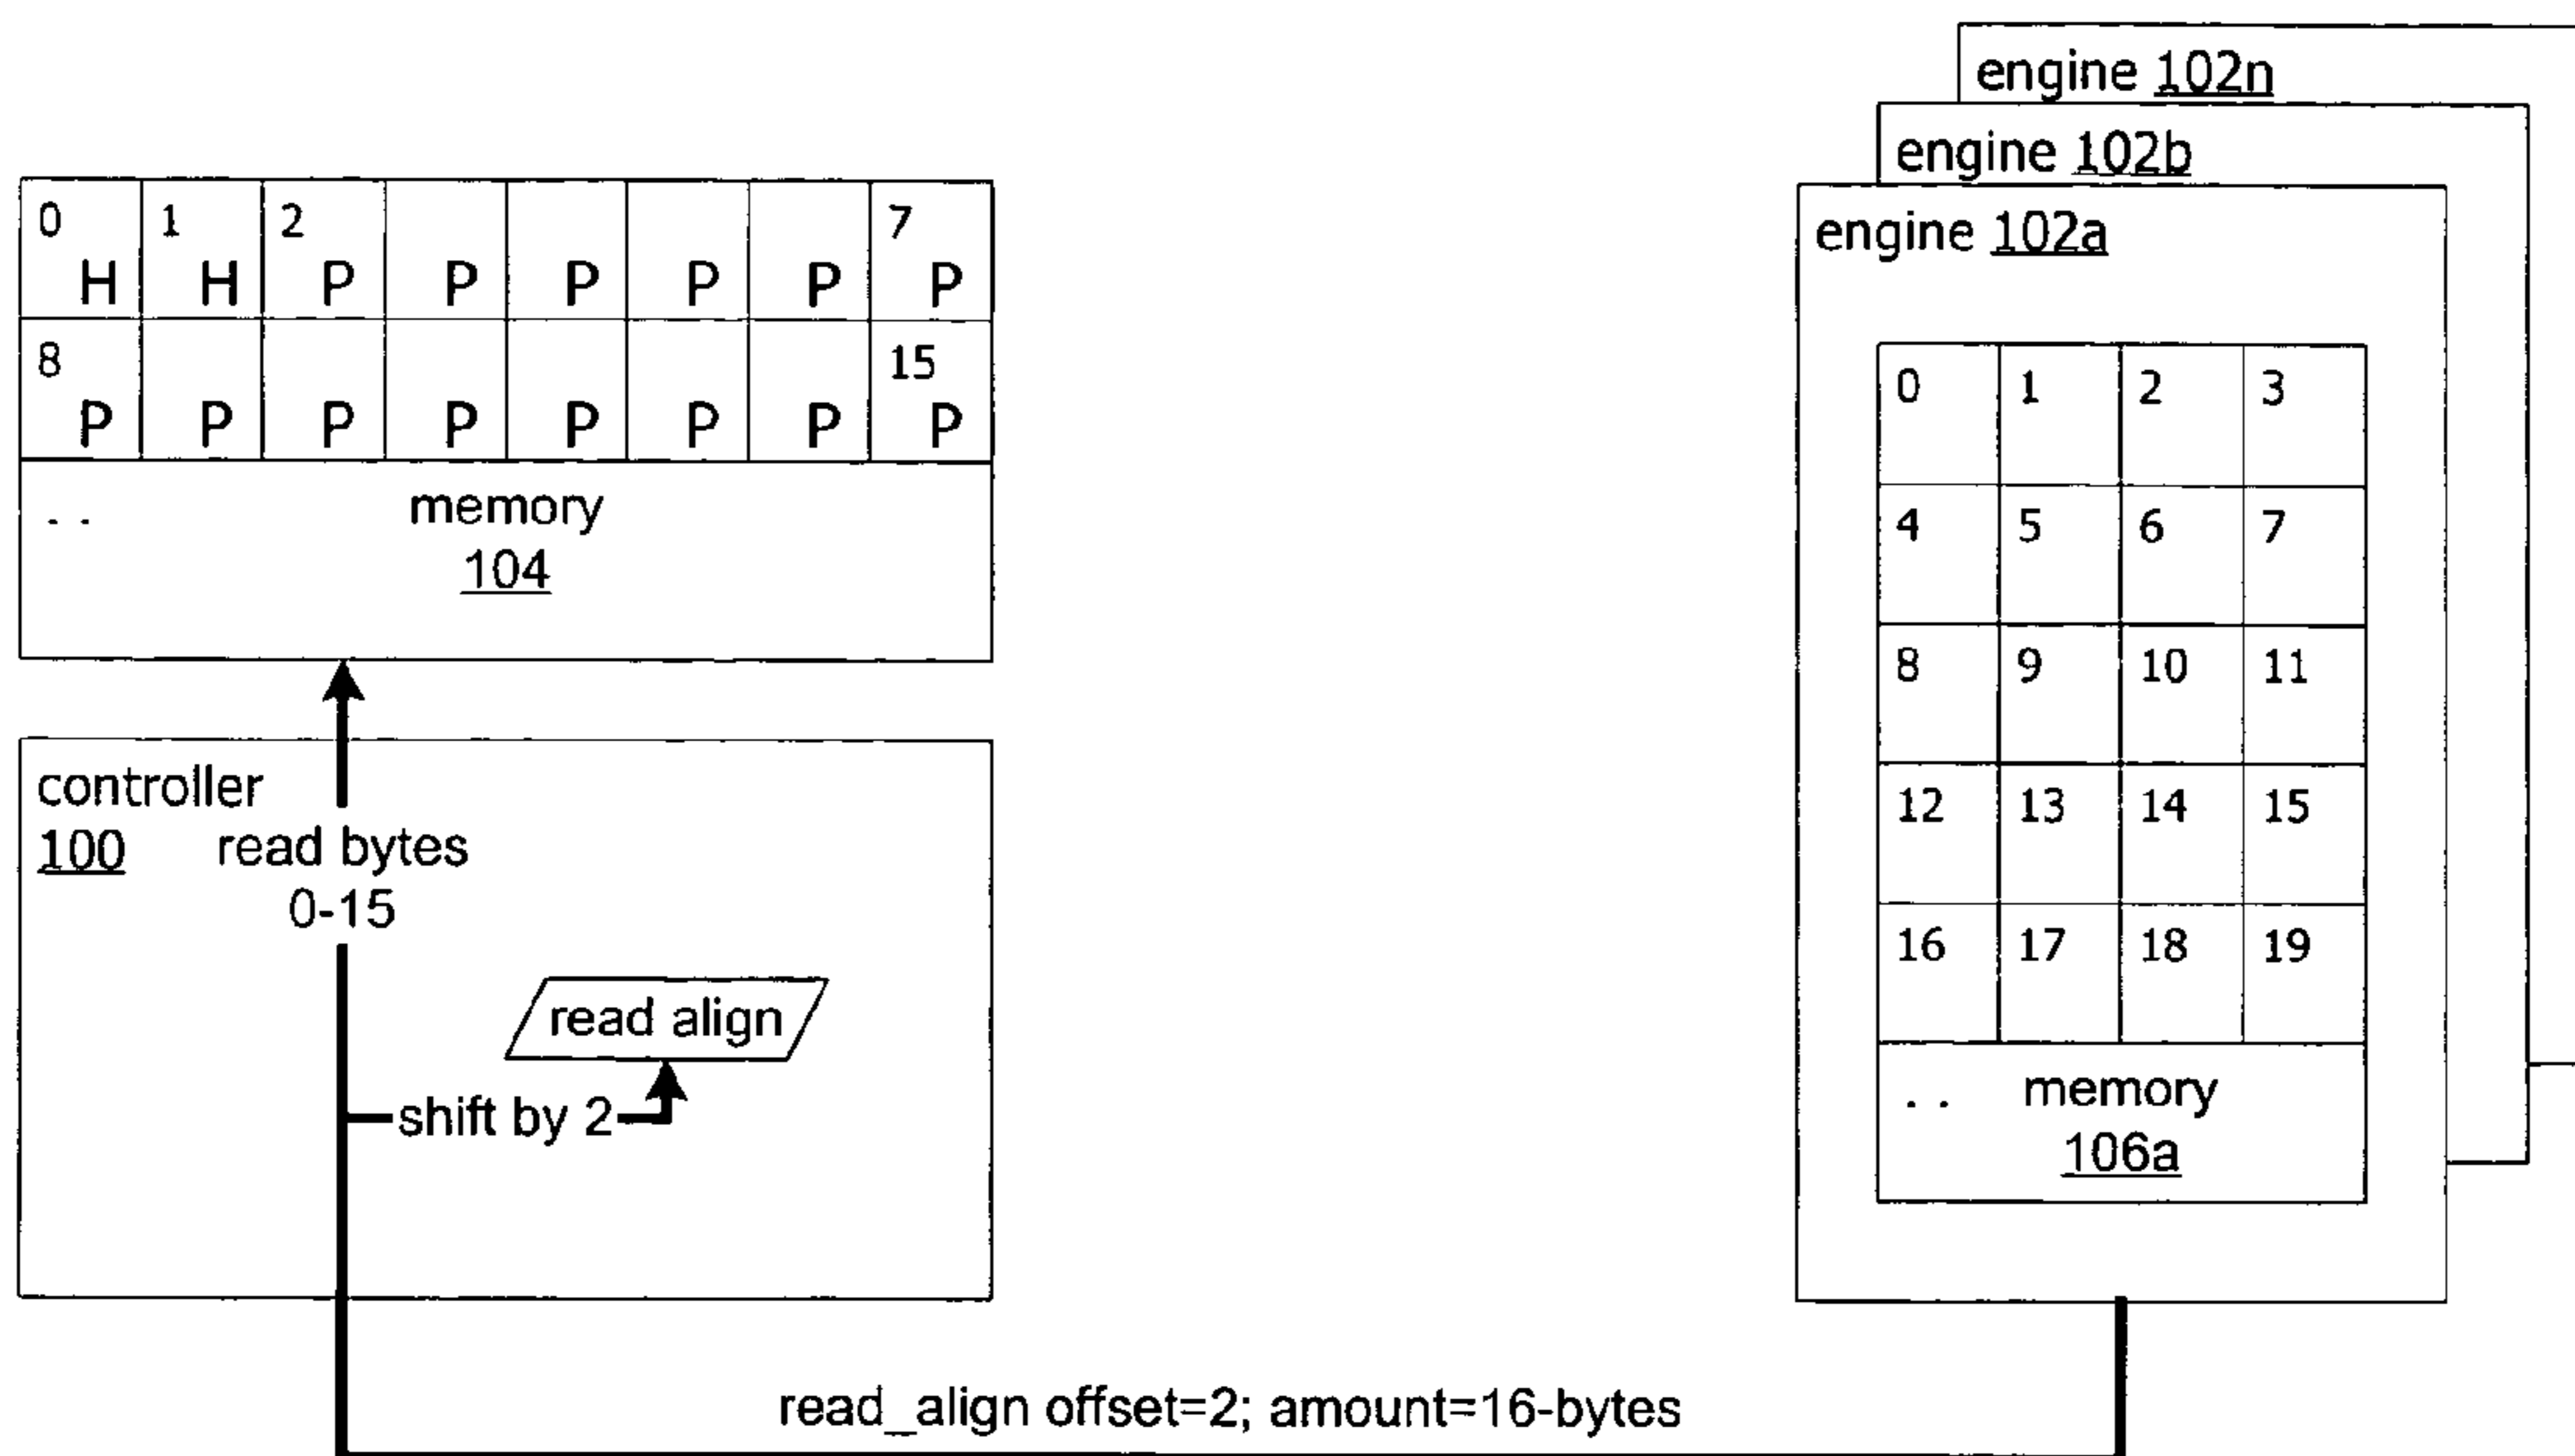 engine 102n
engine 102b
engine 102a
0 1 2 7
H H P P P P P P
8 15
P P P P P P P P
. . memory
104
controller
100 read bytes
0-15
read align
shift by 2
0 1 2 3
4 5 6 7
8 9 10 11
12 13 14 15
16 17 18 19
. . memory
106a
read_align offset=2; amount=16-bytes